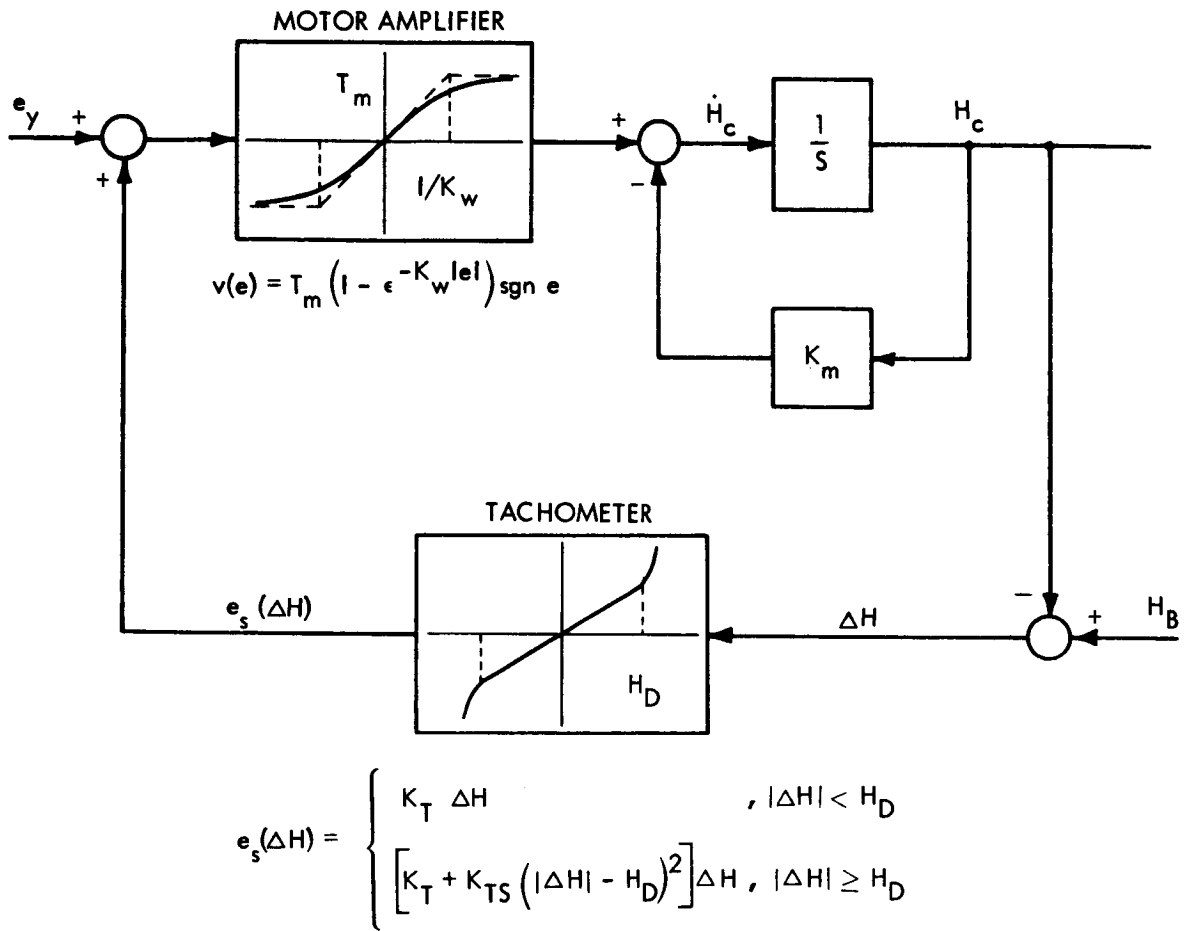 MOTOR AMPLIFIER
e_y
+
+
T_m
1/K_w
v(e) = T_m (1 - ϵ^{-K_w|e|}) sgn e
+
-
Ḣ_c
1/S
H_c
K_m
TACHOMETER
e_s (ΔH)
H_D
ΔH
-
+
H_B
e_s(ΔH) =
K_T ΔH , |ΔH| < H_D
[K_T + K_TS (|ΔH| - H_D)^2] ΔH , |ΔH| ≥ H_D